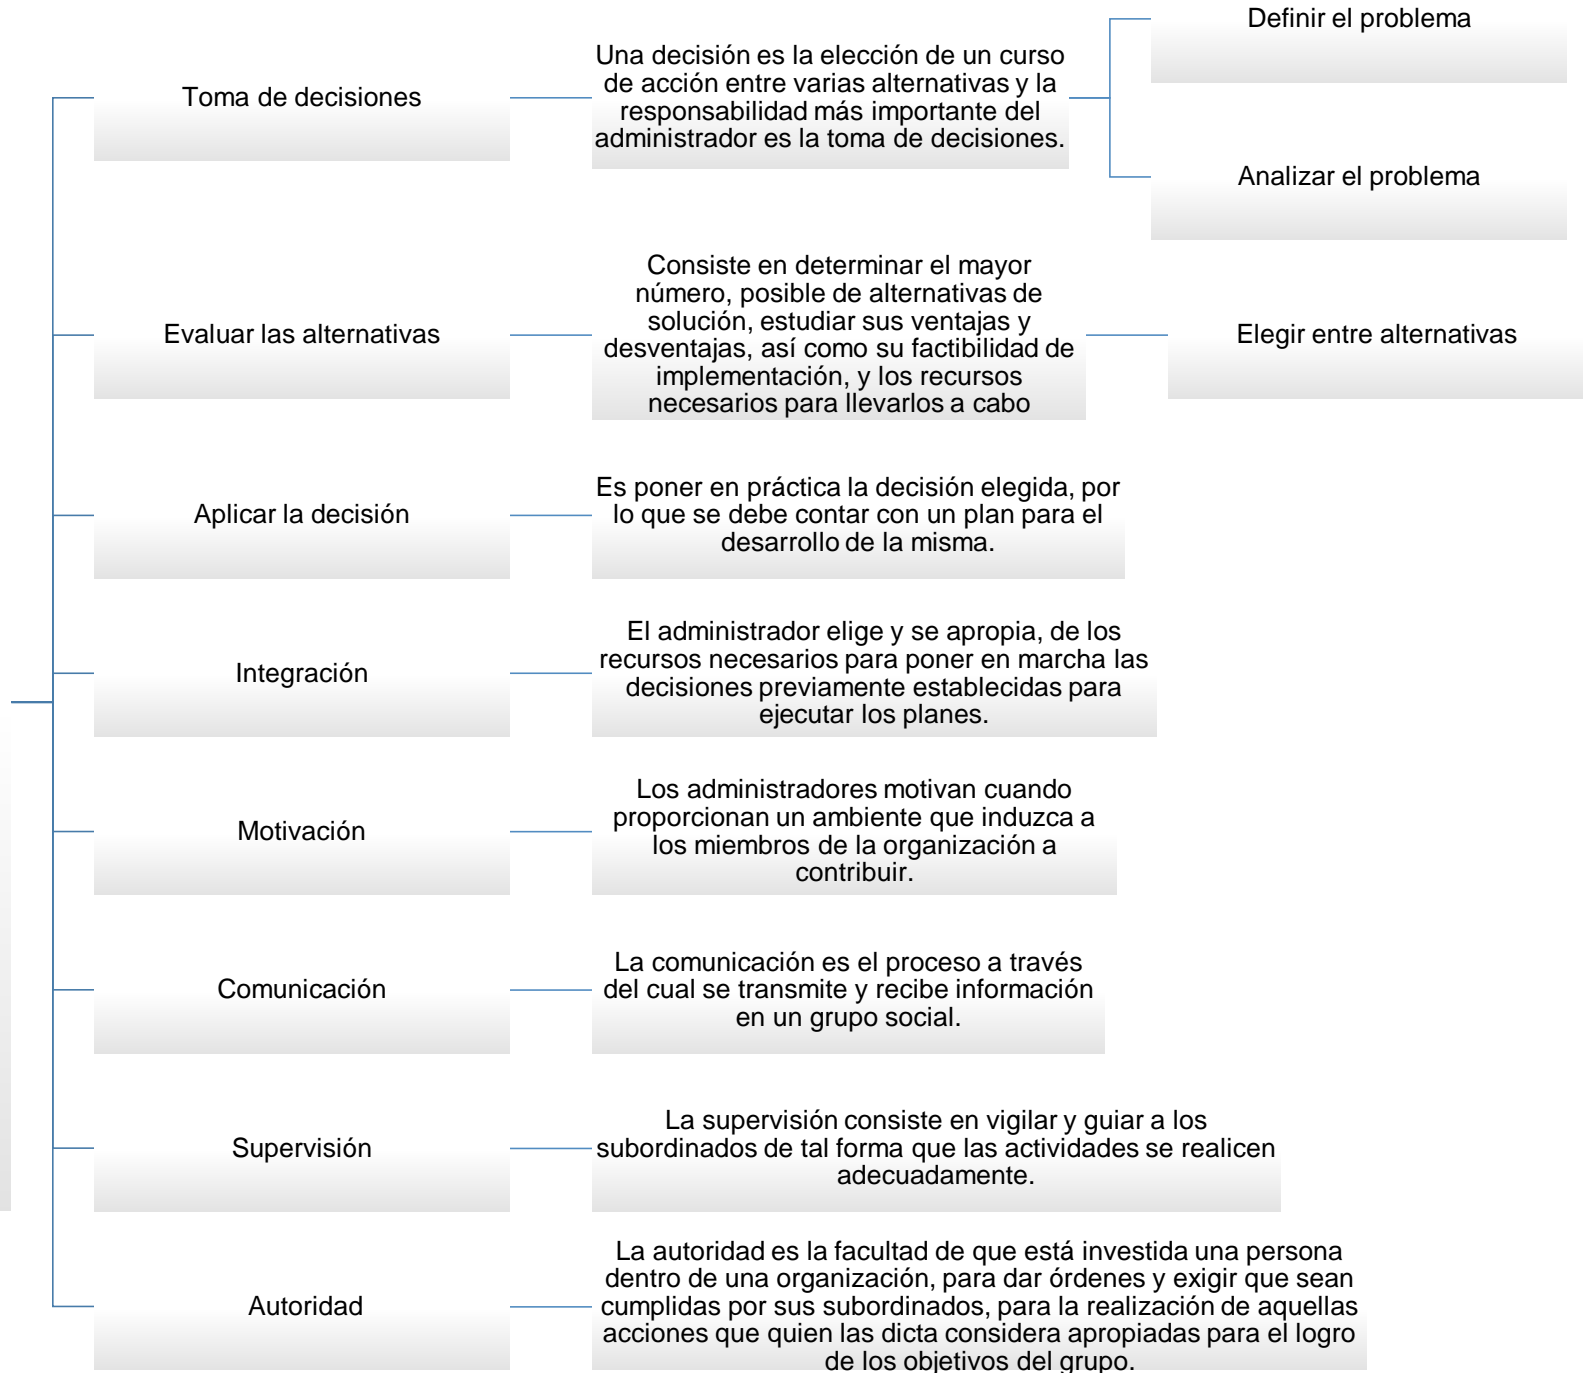 Toma de decisiones
Una decisión es la elección de un curso
de acción entre varias alternativas y la
responsabilidad más importante del
administrador es la toma de decisiones.
Definir el problema
Analizar el problema
Evaluar las alternativas
Consiste en determinar el mayor
número, posible de alternativas de
solución, estudiar sus ventajas y
desventajas, así como su factibilidad de
implementación, y los recursos
necesarios para llevarlos a cabo
Elegir entre alternativas
Aplicar la decisión
Es poner en práctica la decisión elegida, por
lo que se debe contar con un plan para el
desarrollo de la misma.
Integración
El administrador elige y se apropia, de los
recursos necesarios para poner en marcha las
decisiones previamente establecidas para
ejecutar los planes.
Motivación
Los administradores motivan cuando
proporcionan un ambiente que induzca a
los miembros de la organización a
contribuir.
Comunicación
La comunicación es el proceso a través
del cual se transmite y recibe información
en un grupo social.
Supervisión
La supervisión consiste en vigilar y guiar a los
subordinados de tal forma que las actividades se realicen
adecuadamente.
Autoridad
La autoridad es la facultad de que está investida una persona
dentro de una organización, para dar órdenes y exigir que sean
cumplidas por sus subordinados, para la realización de aquellas
acciones que quien las dicta considera apropiadas para el logro
de los objetivos del grupo.